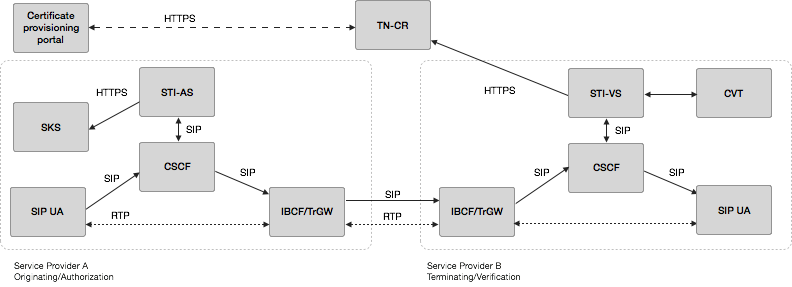 Certificate
provisioning
portal
HTTPS
TN-CR
HTTPS
STI-AS
HTTPS
STI-VS
CVT
SKS
SIP
SIP
CSCF
CSCF
SIP
SIP
SIP
SIP
SIP
SIP UA
RTP
IBCF/TrGW
RTP
IBCF/TrGW
SIP UA
Service Provider A
Originating/Authorization
Service Provider B
Terminating/Verification